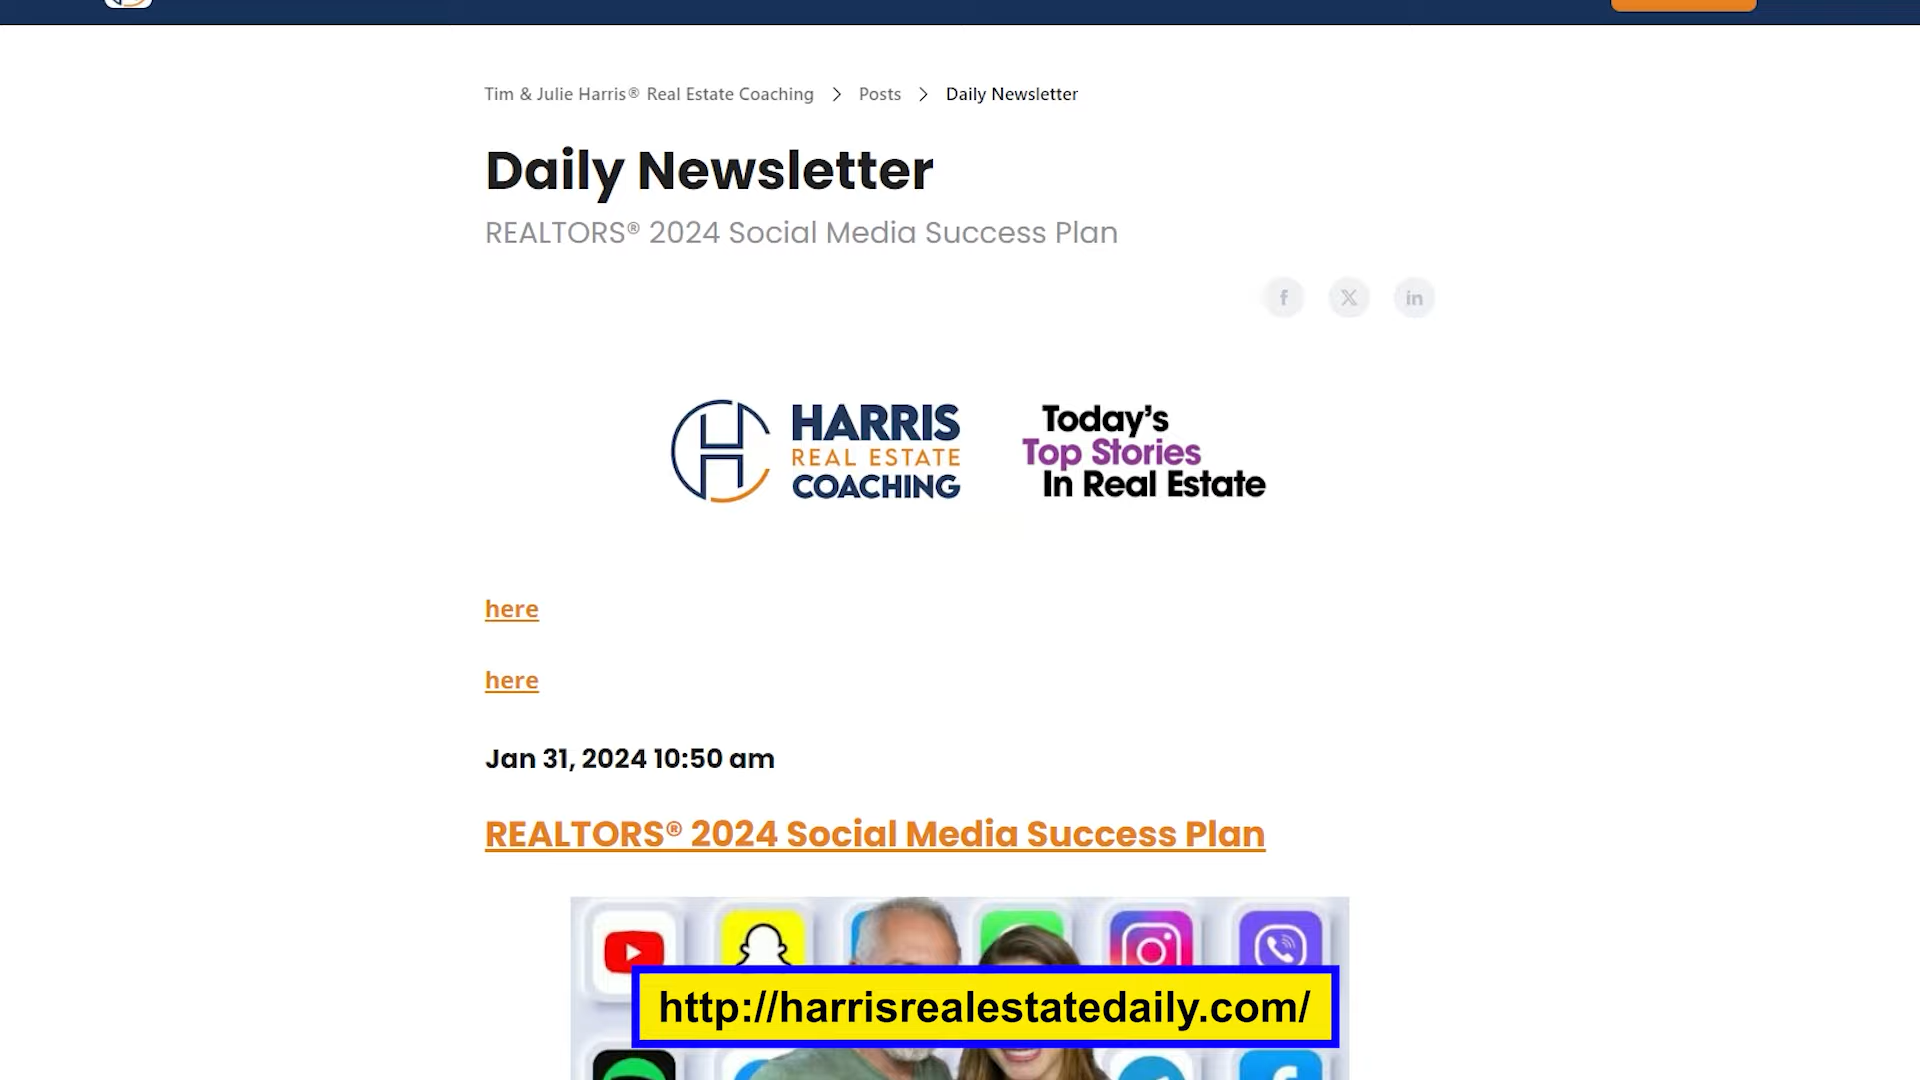 Tim & Julie Harris® Real Estate Coaching > Posts > Daily Newsletter
Daily Newsletter
REALTORS® 2024 Social Media Success Plan
HARRIS
REAL ESTATE
COACHING
Today's
Top Stories
In Real Estate
here
here
Jan 31, 2024 10:50 am
REALTORS® 2024 Social Media Success Plan
http://harrisrealestatedaily.com/